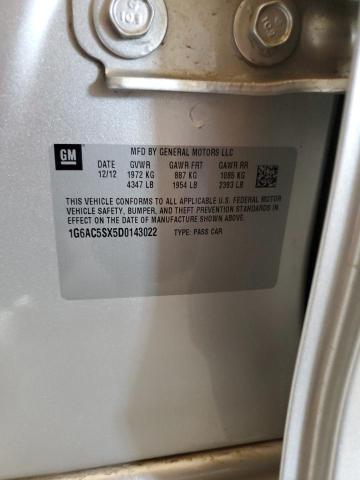 GM
MFD BY GENERAL MOTORS LLC
DATE GVWR GAWR FRT GAWR RR
12/12 1972 KG 887 KG 1085 KG
4347 LB 1954 LB 2393 LB
THIS VEHICLE CONFORMS TO ALL APPLICABLE U.S. FEDERAL MOTOR
VEHICLE SAFETY, BUMPER, AND THEFT PREVENTION STANDARDS
IN EFFECT ON THE DATE OF MANUFACTURE SHOWN ABOVE.
1G6AC5SX5D0143022 TYPE: PASS CAR